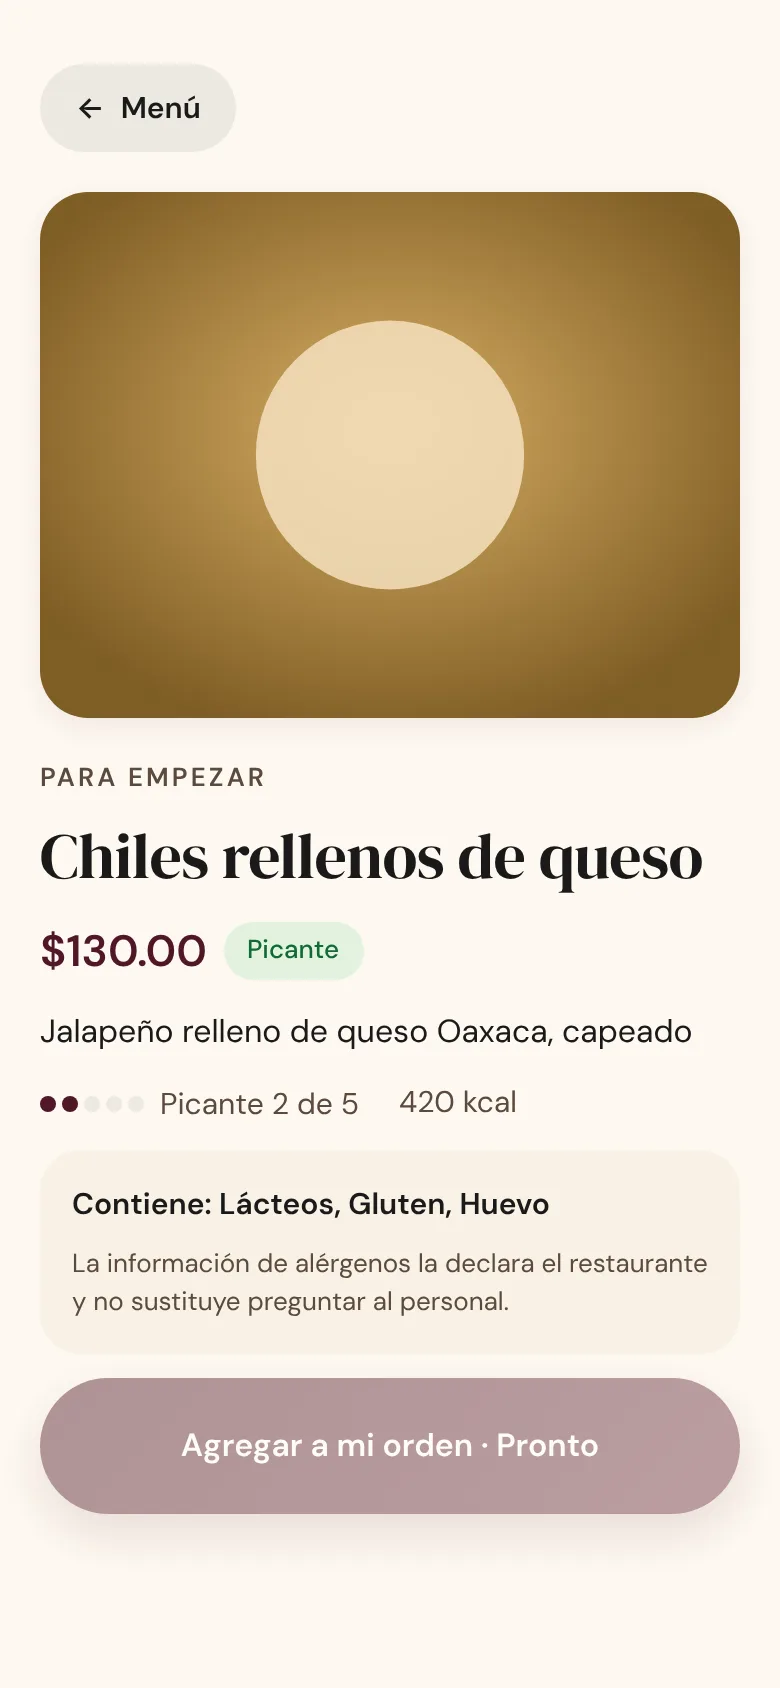 ← Menú
PARA EMPEZAR
Chiles rellenos de queso
$130.00 Picante
Jalapeño relleno de queso Oaxaca, capeado
Picante 2 de 5 420 kcal
Contiene: Lácteos, Gluten, Huevo
La información de alérgenos la declara el restaurante
y no sustituye preguntar al personal.
Agregar a mi orden · Pronto